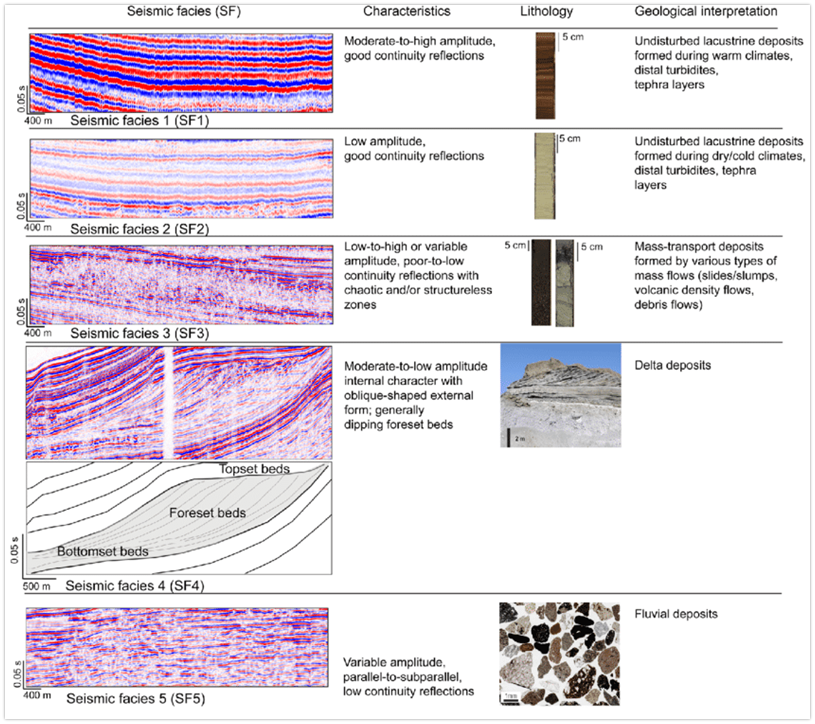 Seismic facies (SF)
Characteristics
Lithology
Geological interpretation
0.05 s
400 m
Seismic facies 1 (SF1)
Moderate-to-high amplitude,
good continuity reflections
5 cm
Undisturbed lacustrine deposits
formed during warm climates,
distal turbidites,
tephra layers
0.05 s
400 m
Seismic facies 2 (SF2)
Low amplitude,
good continuity reflections
5 cm
Undisturbed lacustrine deposits
formed during dry/cold climates,
distal turbidites, tephra
layers
0.05 s
400 m
Seismic facies 3 (SF3)
Low-to-high or variable
amplitude, poor-to-low
continuity reflections with
chaotic and/or structureless
zones
5 cm
5 cm
Mass-transport deposits
formed by various types of
mass flows (slides/slumps,
volcanic density flows,
debris flows)
Moderate-to-low amplitude
internal character with
oblique-shaped external
form; generally
dipping foreset beds
2 m
Delta deposits
Topset beds
Foreset beds
Bottomset beds
0.05 s
500 m
Seismic facies 4 (SF4)
0.05 s
400 m
Seismic facies 5 (SF5)
Variable amplitude,
parallel-to-subparallel,
low continuity reflections
1mm
Fluvial deposits